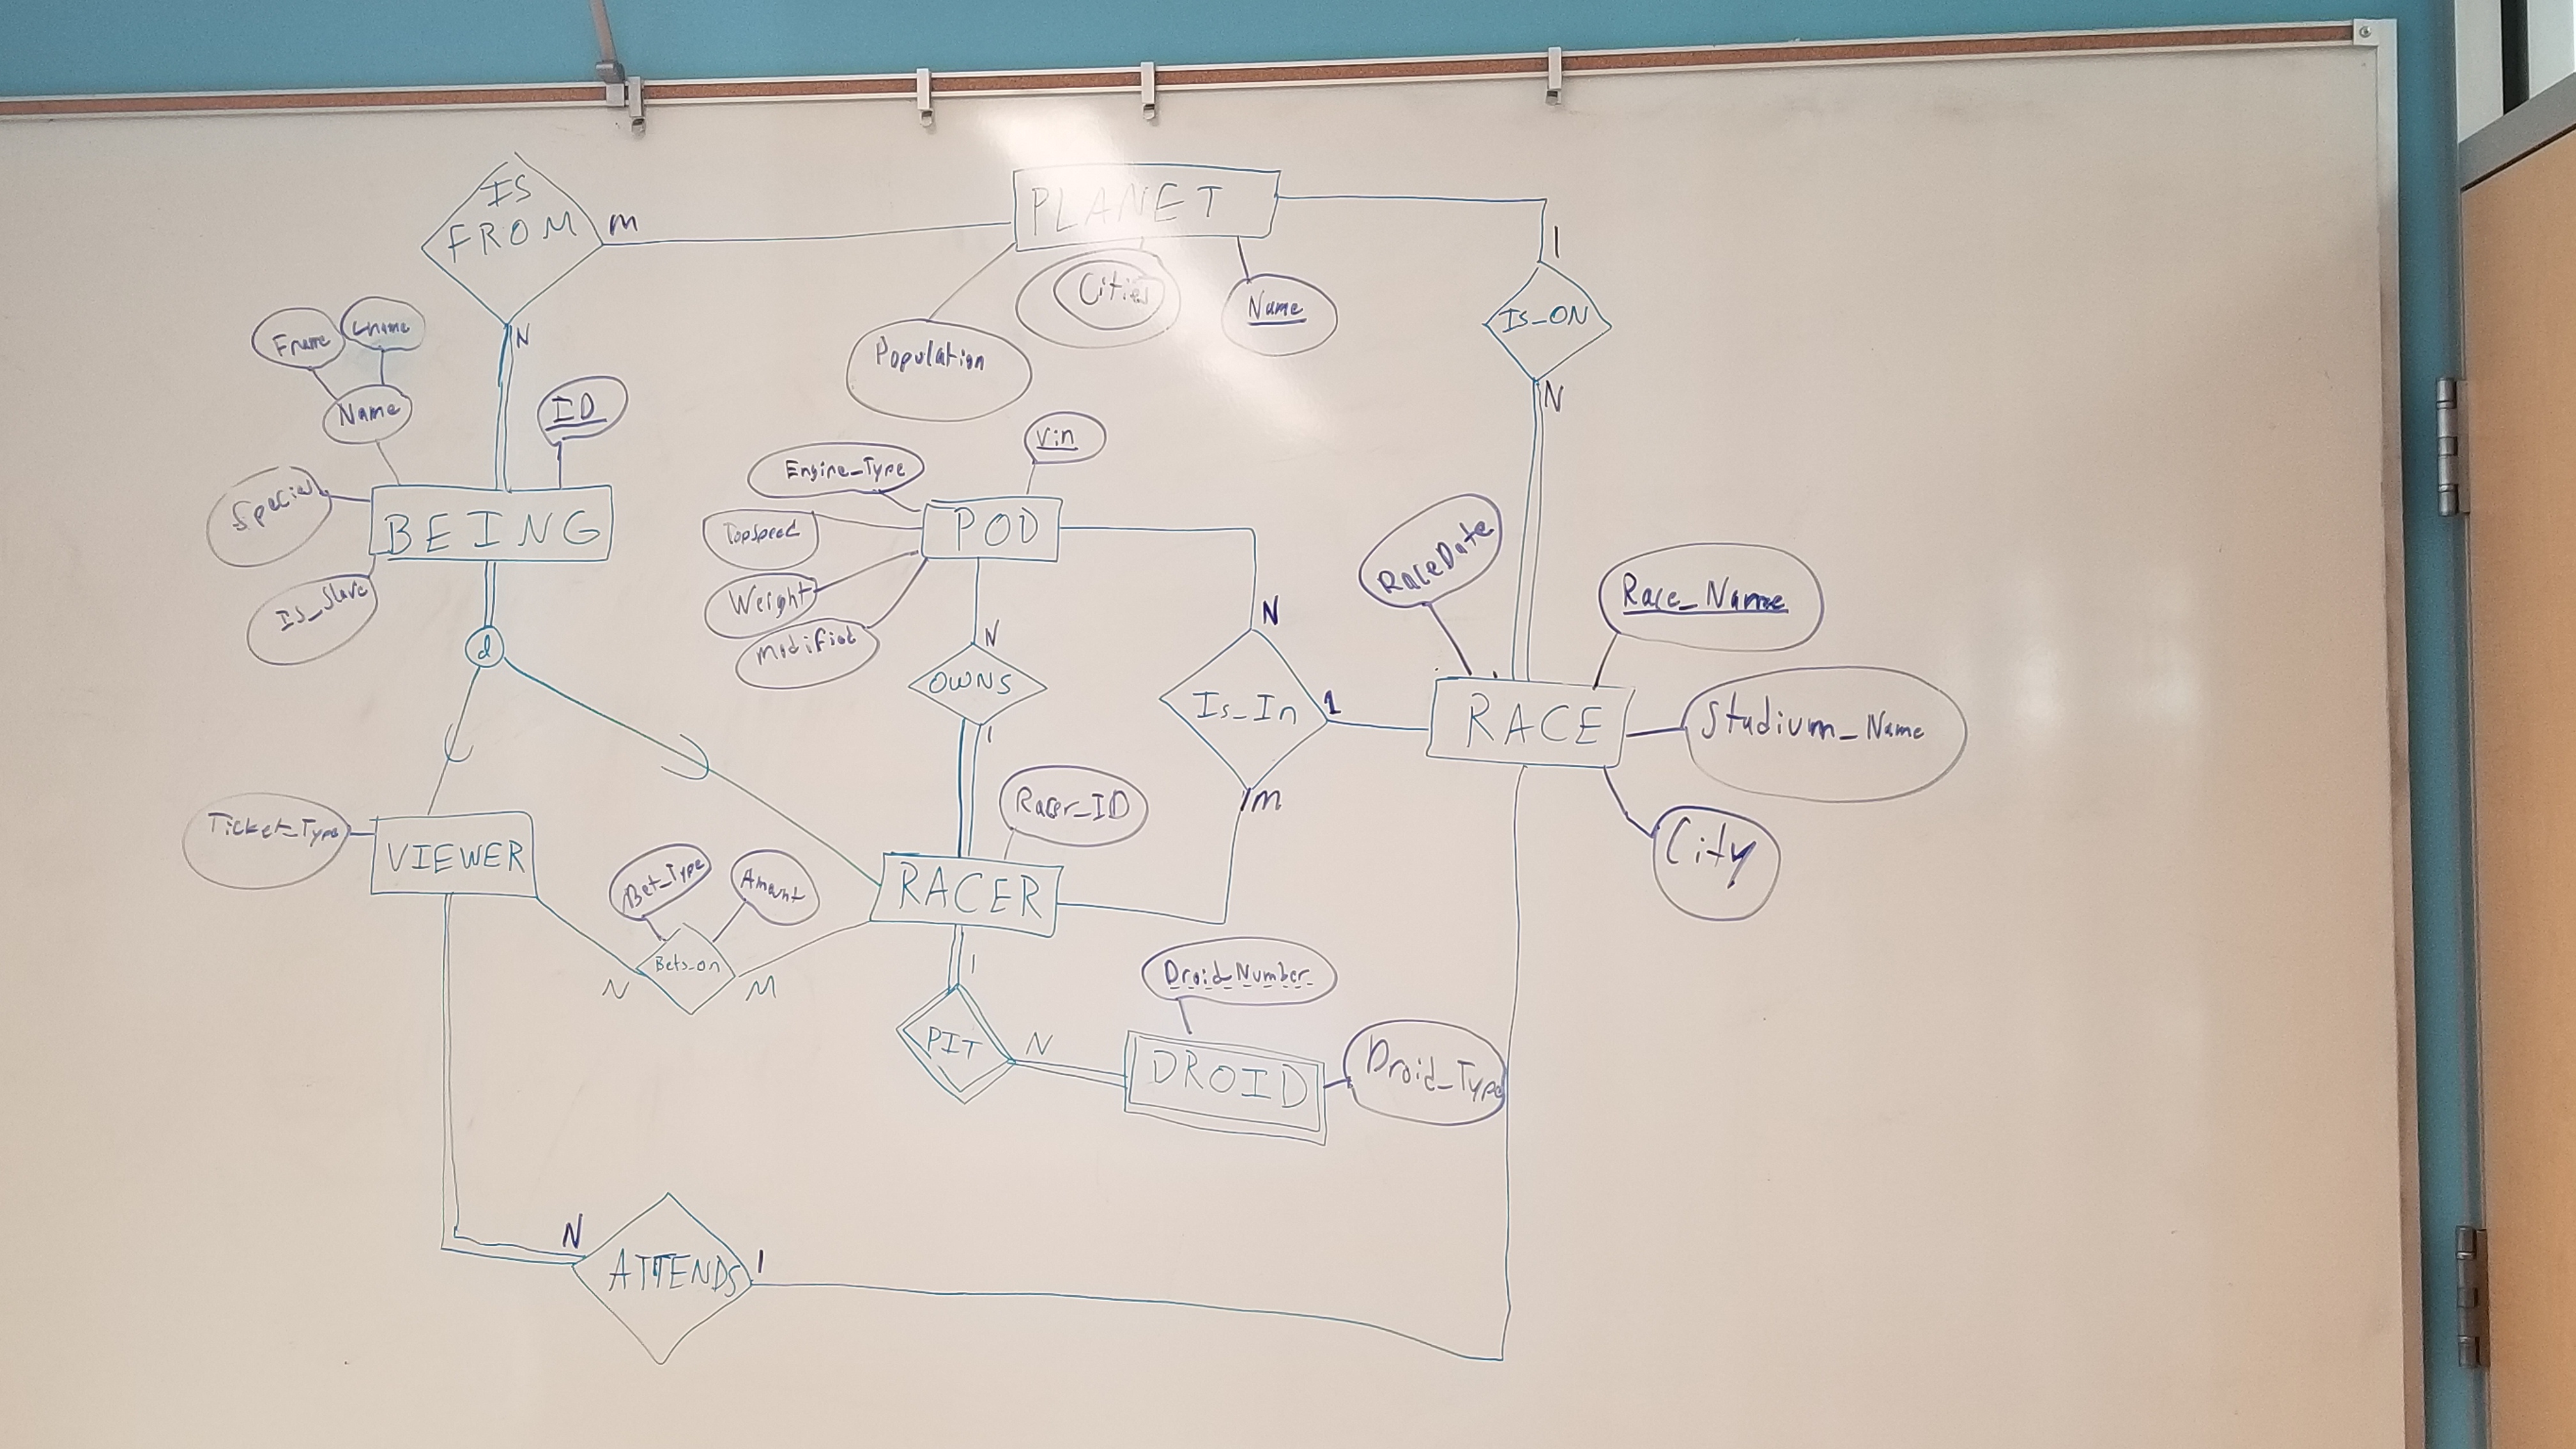 IS
FROM
m
N
PLANET
Cities
Name
Population
1
Is_ON
N
Fname
Lname
Name
ID
Species
BEING
Is_Slave
d
Vin
Engine_Type
TopSpeed
POD
Weight
Modified
N
OWNS
1
N
Is_In
1
m
RaceDate
Race_Name
RACE
Stadium_Name
City
Ticket_Type
VIEWER
Bet_Type
Amount
Bets_on
N
M
Racer_ID
RACER
1
PIT
N
Droid_Number
DROID
Droid_Type
N
ATTENDS
1